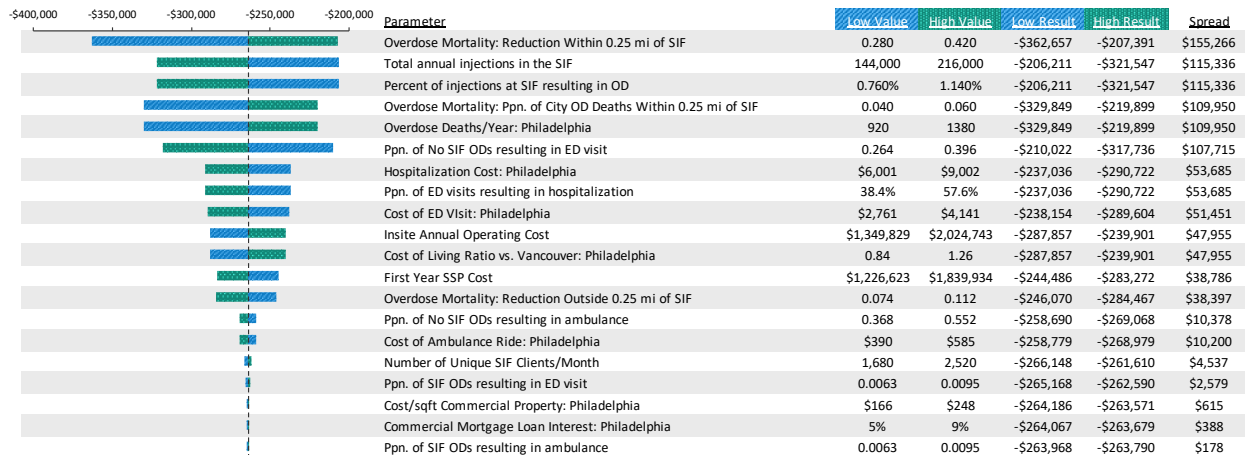 -$400,000 -$350,000 -$300,000 -$250,000 -$200,000 Parameter Low Value High Value Low Result High Result Spread
Overdose Mortality: Reduction Within 0.25 mi of SIF 0.280 0.420 -$362,657 -$207,391 $155,266
Total annual injections in the SIF 144,000 216,000 -$206,211 -$321,547 $115,336
Percent of injections at SIF resulting in OD 0.760% 1.140% -$206,211 -$321,547 $115,336
Overdose Mortality: Ppn. of City OD Deaths Within 0.25 mi of SIF 0.040 0.060 -$329,849 -$219,899 $109,950
Overdose Deaths/Year: Philadelphia 920 1380 -$329,849 -$219,899 $109,950
Ppn. of No SIF ODs resulting in ED visit 0.264 0.396 -$210,022 -$317,736 $107,715
Hospitalization Cost: Philadelphia $6,001 $9,002 -$237,036 -$290,722 $53,685
Ppn. of ED visits resulting in hospitalization 38.4% 57.6% -$237,036 -$290,722 $53,685
Cost of ED VIsit: Philadelphia $2,761 $4,141 -$238,154 -$289,604 $51,451
Insite Annual Operating Cost $1,349,829 $2,024,743 -$287,857 -$239,901 $47,955
Cost of Living Ratio vs. Vancouver: Philadelphia 0.84 1.26 -$287,857 -$239,901 $47,955
First Year SSP Cost $1,226,623 $1,839,934 -$244,486 -$283,272 $38,786
Overdose Mortality: Reduction Outside 0.25 mi of SIF 0.074 0.112 -$246,070 -$284,467 $38,397
Ppn. of No SIF ODs resulting in ambulance 0.368 0.552 -$258,690 -$269,068 $10,378
Cost of Ambulance Ride: Philadelphia $390 $585 -$258,779 -$268,979 $10,200
Number of Unique SIF Clients/Month 1,680 2,520 -$266,148 -$261,610 $4,537
Ppn. of SIF ODs resulting in ED visit 0.0063 0.0095 -$265,168 -$262,590 $2,579
Cost/sqft Commercial Property: Philadelphia $166 $248 -$264,186 -$263,571 $615
Commercial Mortgage Loan Interest: Philadelphia 5% 9% -$264,067 -$263,679 $388
Ppn. of SIF ODs resulting in ambulance 0.0063 0.0095 -$263,968 -$263,790 $178